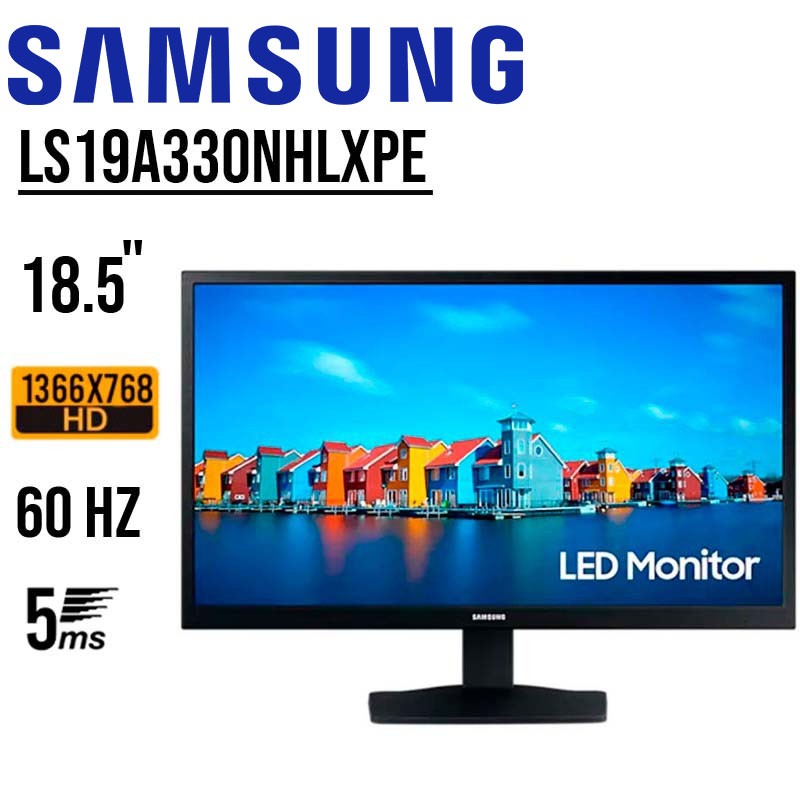 SAMSUNG
LS19A330NHLXPE
18.5"
1366X768
HD
60 HZ
5ms
LED Monitor
SAMSUNG